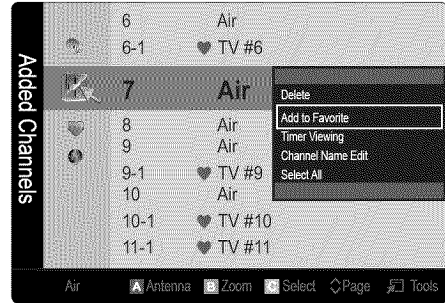 Added Channels
6 Air
6-1 ♥ TV #6
7 Air
8 Air
9 Air
9-1 ♥ TV #9
10 Air
10-1 ♥ TV #10
11-1 ♥ TV #11
Delete
Add to Favorite
Timer Viewing
Channel Name Edit
Select All
Air A Antenna B Zoom C Select Page Tools